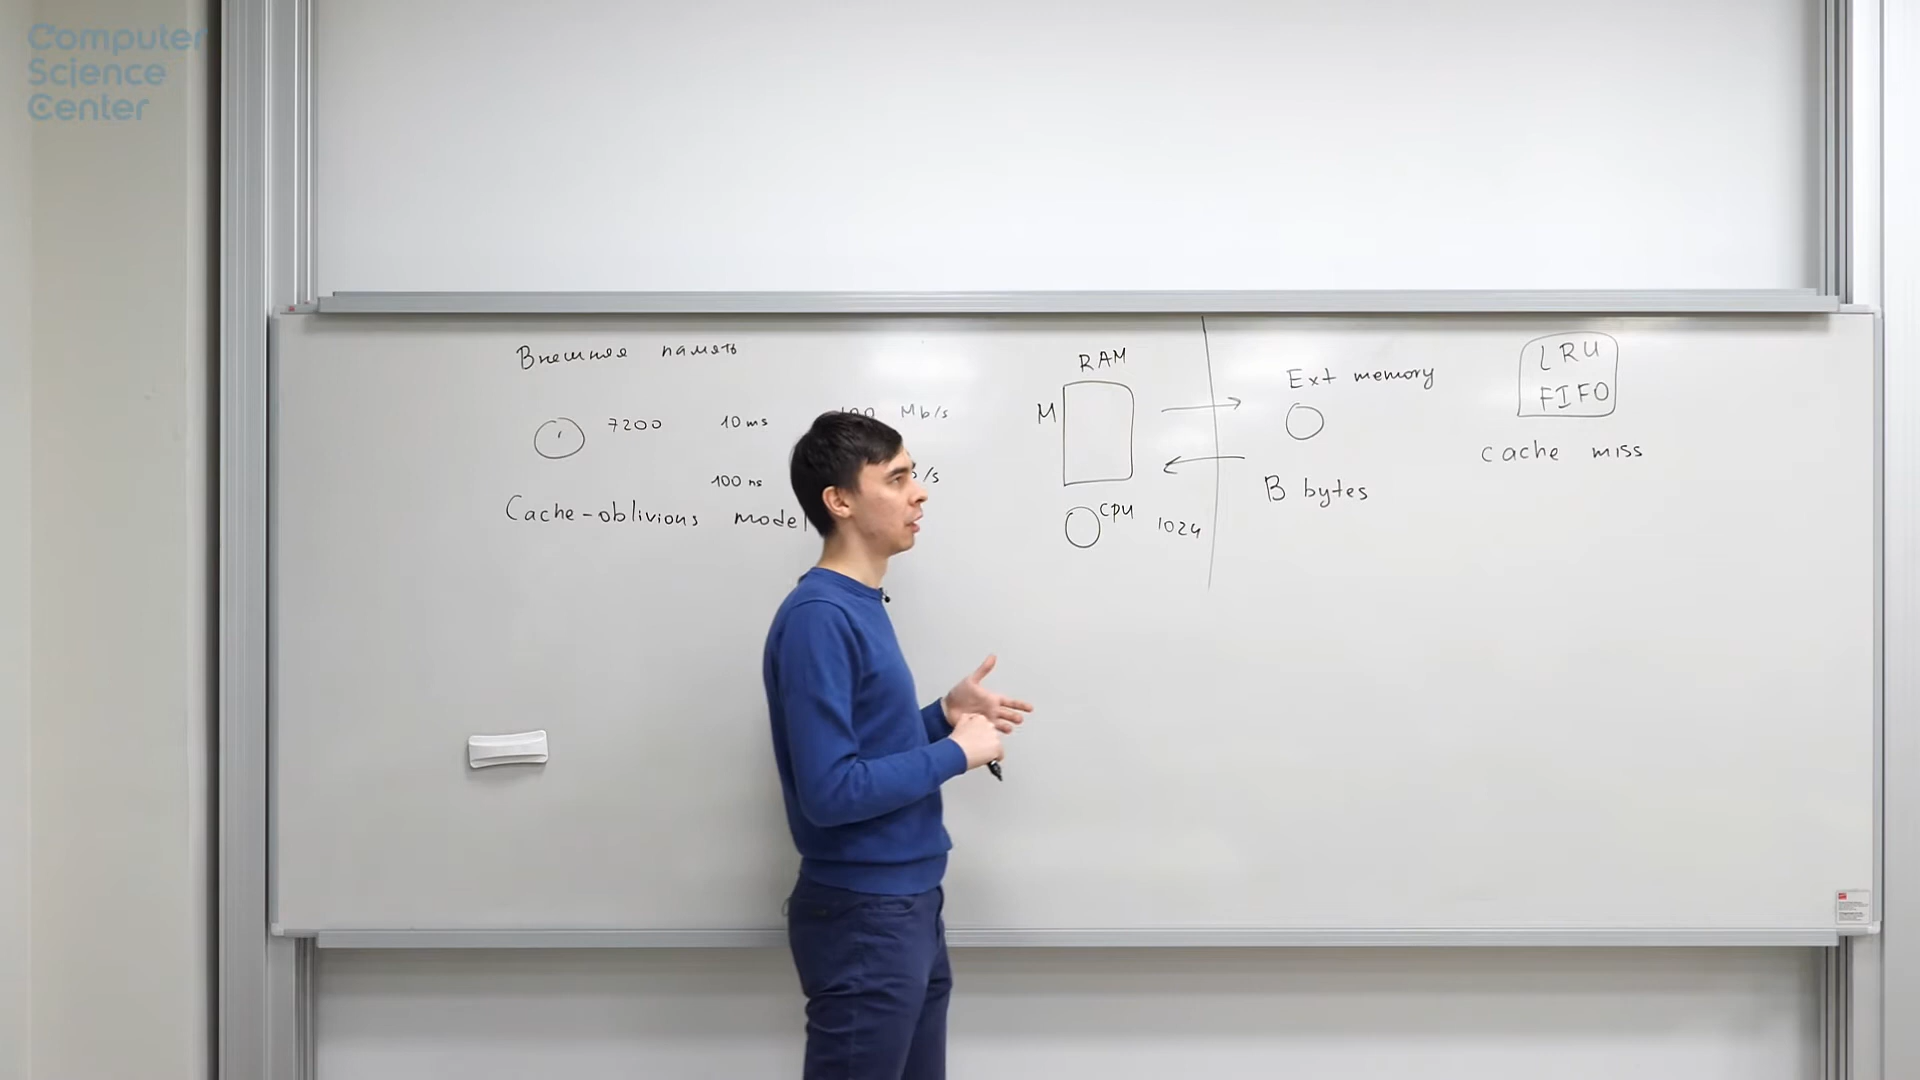 Computer
Science
Center
Внешняя память
7200 10 ms 100 Mb/s
100 ns /s
Cache-oblivious model
RAM
M
CPU
1024
Ext memory
B bytes
LRU
FIFO
cache miss